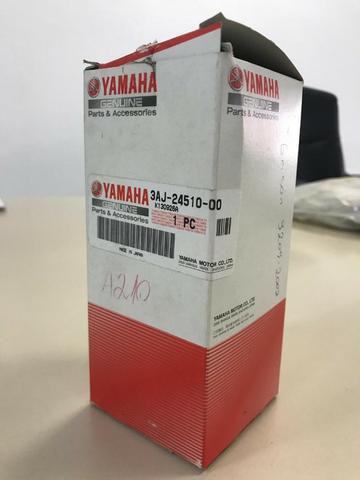 YAMAHA
GENUINE
Parts & Accessories
YAMAHA
GENUINE
Parts & Accessories
YAMAHA
GENUINE
Parts & Accessories
3AJ-24510-00
K130926A
1 PC
MADE IN JAPAN
YAMAHA MOTOR CO., LTD.
A210
YAMAHA MOTOR CO., LTD.